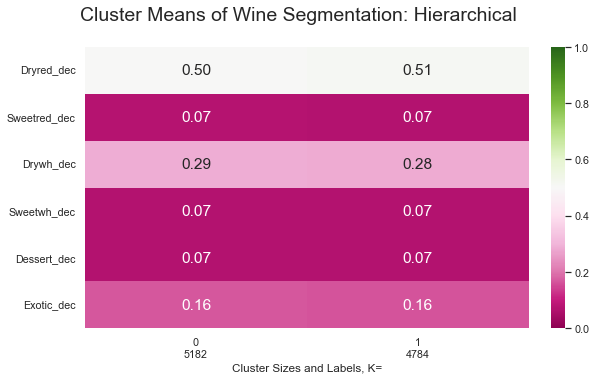 Cluster Means of Wine Segmentation: Hierarchical
Dryred_dec 0.50 0.51
Sweetred_dec 0.07 0.07
Drywh_dec 0.29 0.28
Sweetwh_dec 0.07 0.07
Dessert_dec 0.07 0.07
Exotic_dec 0.16 0.16
0 1
5182 4784
Cluster Sizes and Labels, K=
1.0
0.8
0.6
0.4
0.2
0.0